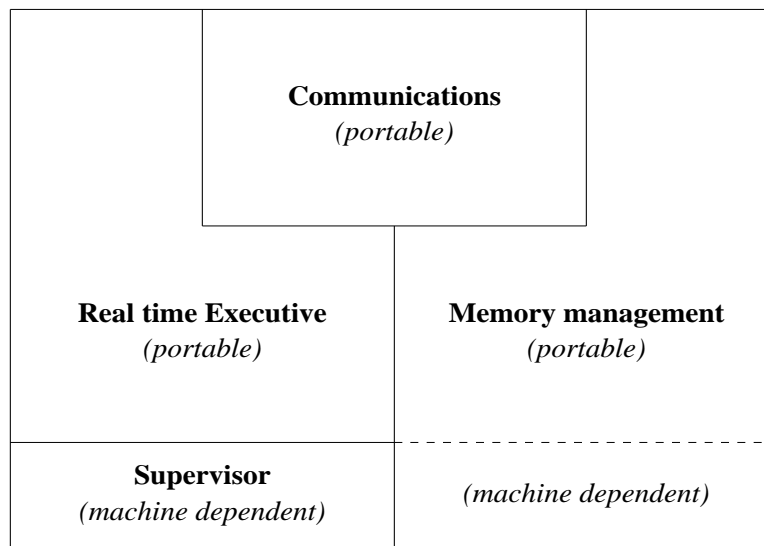 Communications
(portable)
Real time Executive
(portable)
Memory management
(portable)
Supervisor
(machine dependent)
(machine dependent)